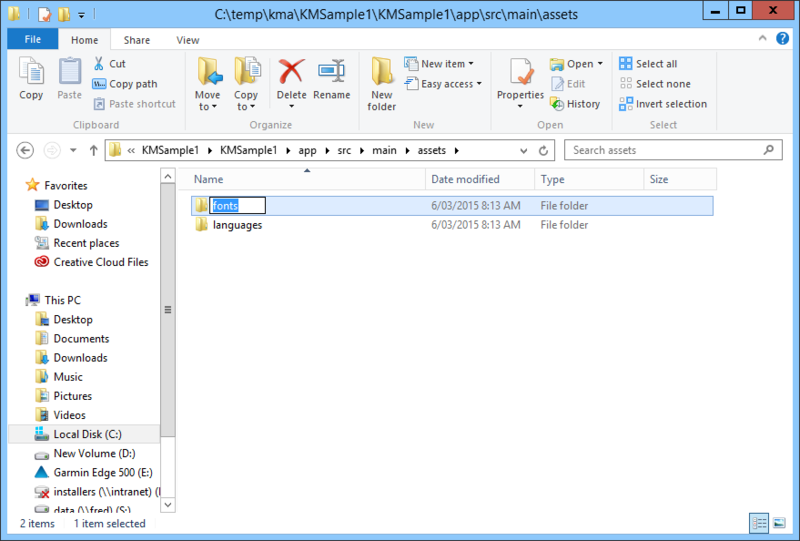 C:\temp\kma\KMSample1\KMSample1\app\src\main\assets
File Home Share View
Copy
Paste
Cut
Copy path
Paste shortcut
Clipboard
Move to
Copy to
Delete
Rename
Organize
New folder
New item
Easy access
New
Properties
Open
Edit
History
Open
Select all
Select none
Invert selection
Select
« KMSample1 KMSample1 app src main assets
Search assets
Name Date modified Type Size
fonts 6/03/2015 8:13 AM File folder
languages 6/03/2015 8:13 AM File folder
Favorites
Desktop
Downloads
Recent places
Creative Cloud Files
This PC
Desktop
Documents
Downloads
Music
Pictures
Videos
Local Disk (C:)
New Volume (D:)
Garmin Edge 500 (E:)
installers (\\intranet) (
data (\\fred) (S:)
2 items 1 item selected